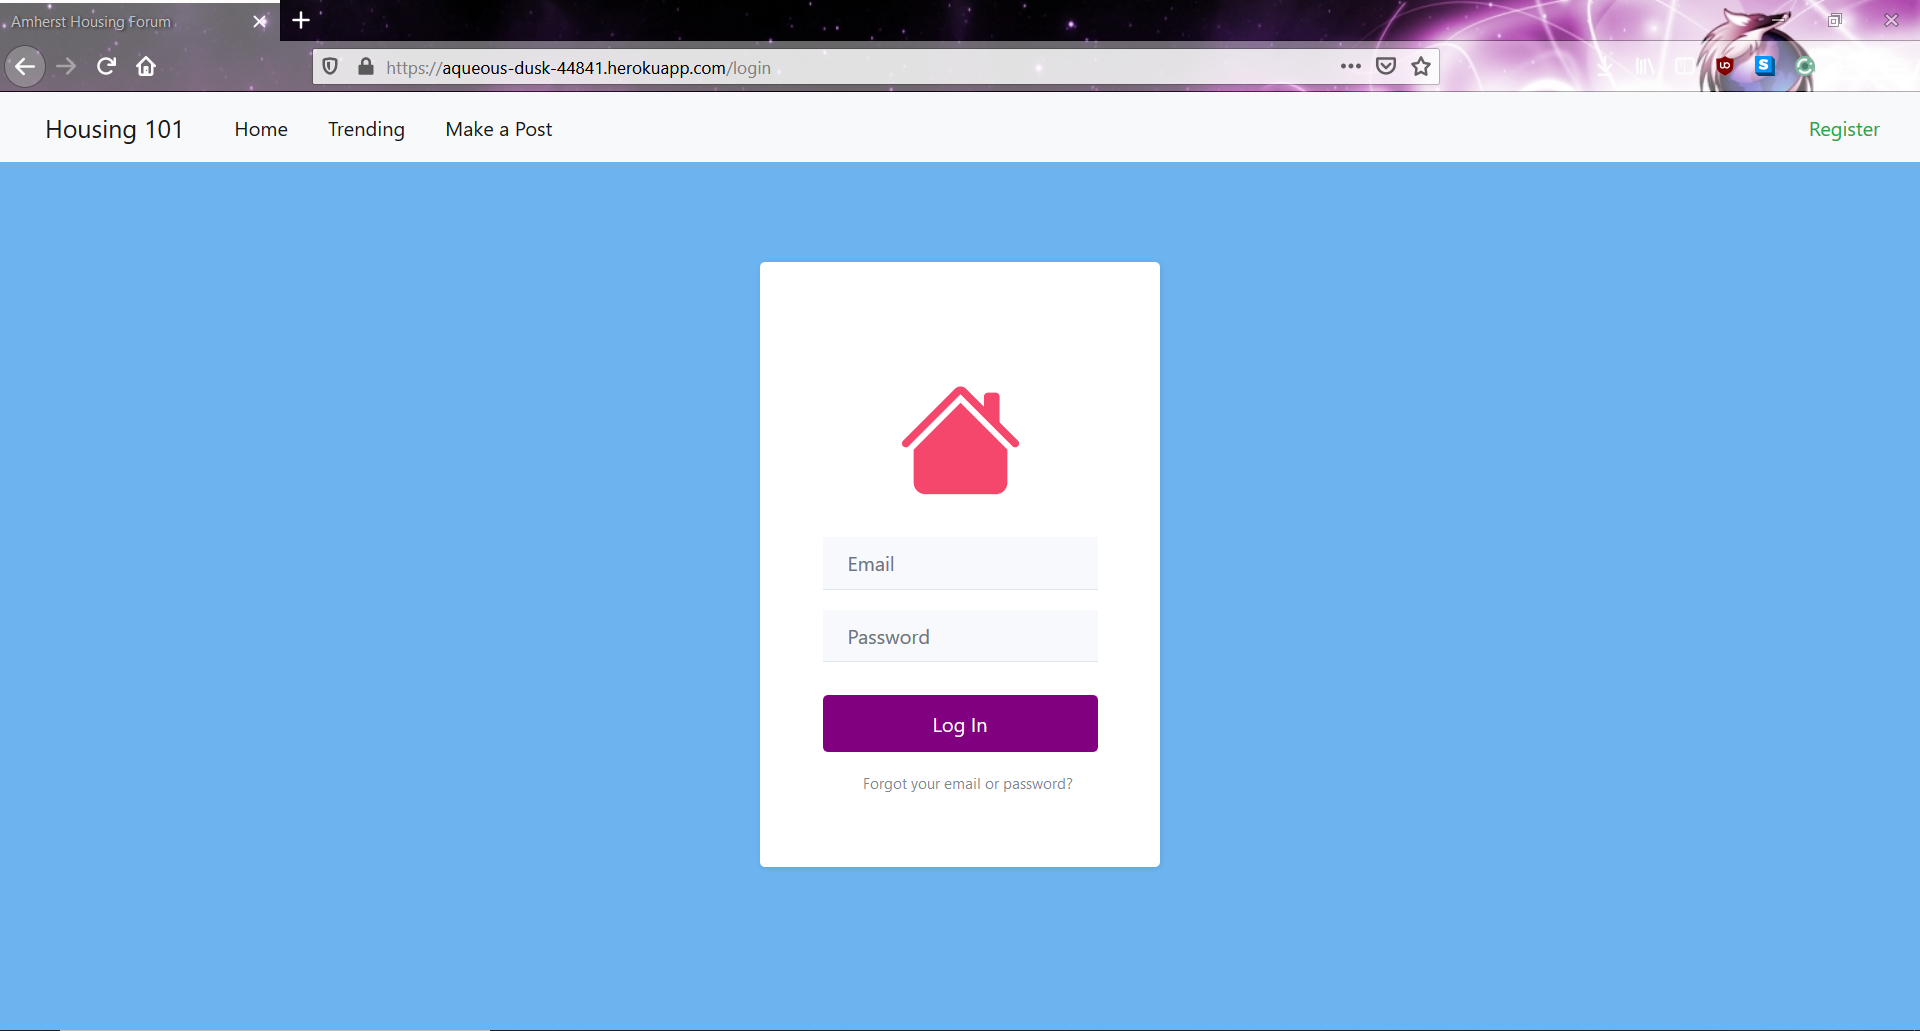 Amherst Housing Forum
https://aqueous-dusk-44841.herokuapp.com/login
Housing 101 Home Trending Make a Post Register
Email
Password
Log In
Forgot your email or password?